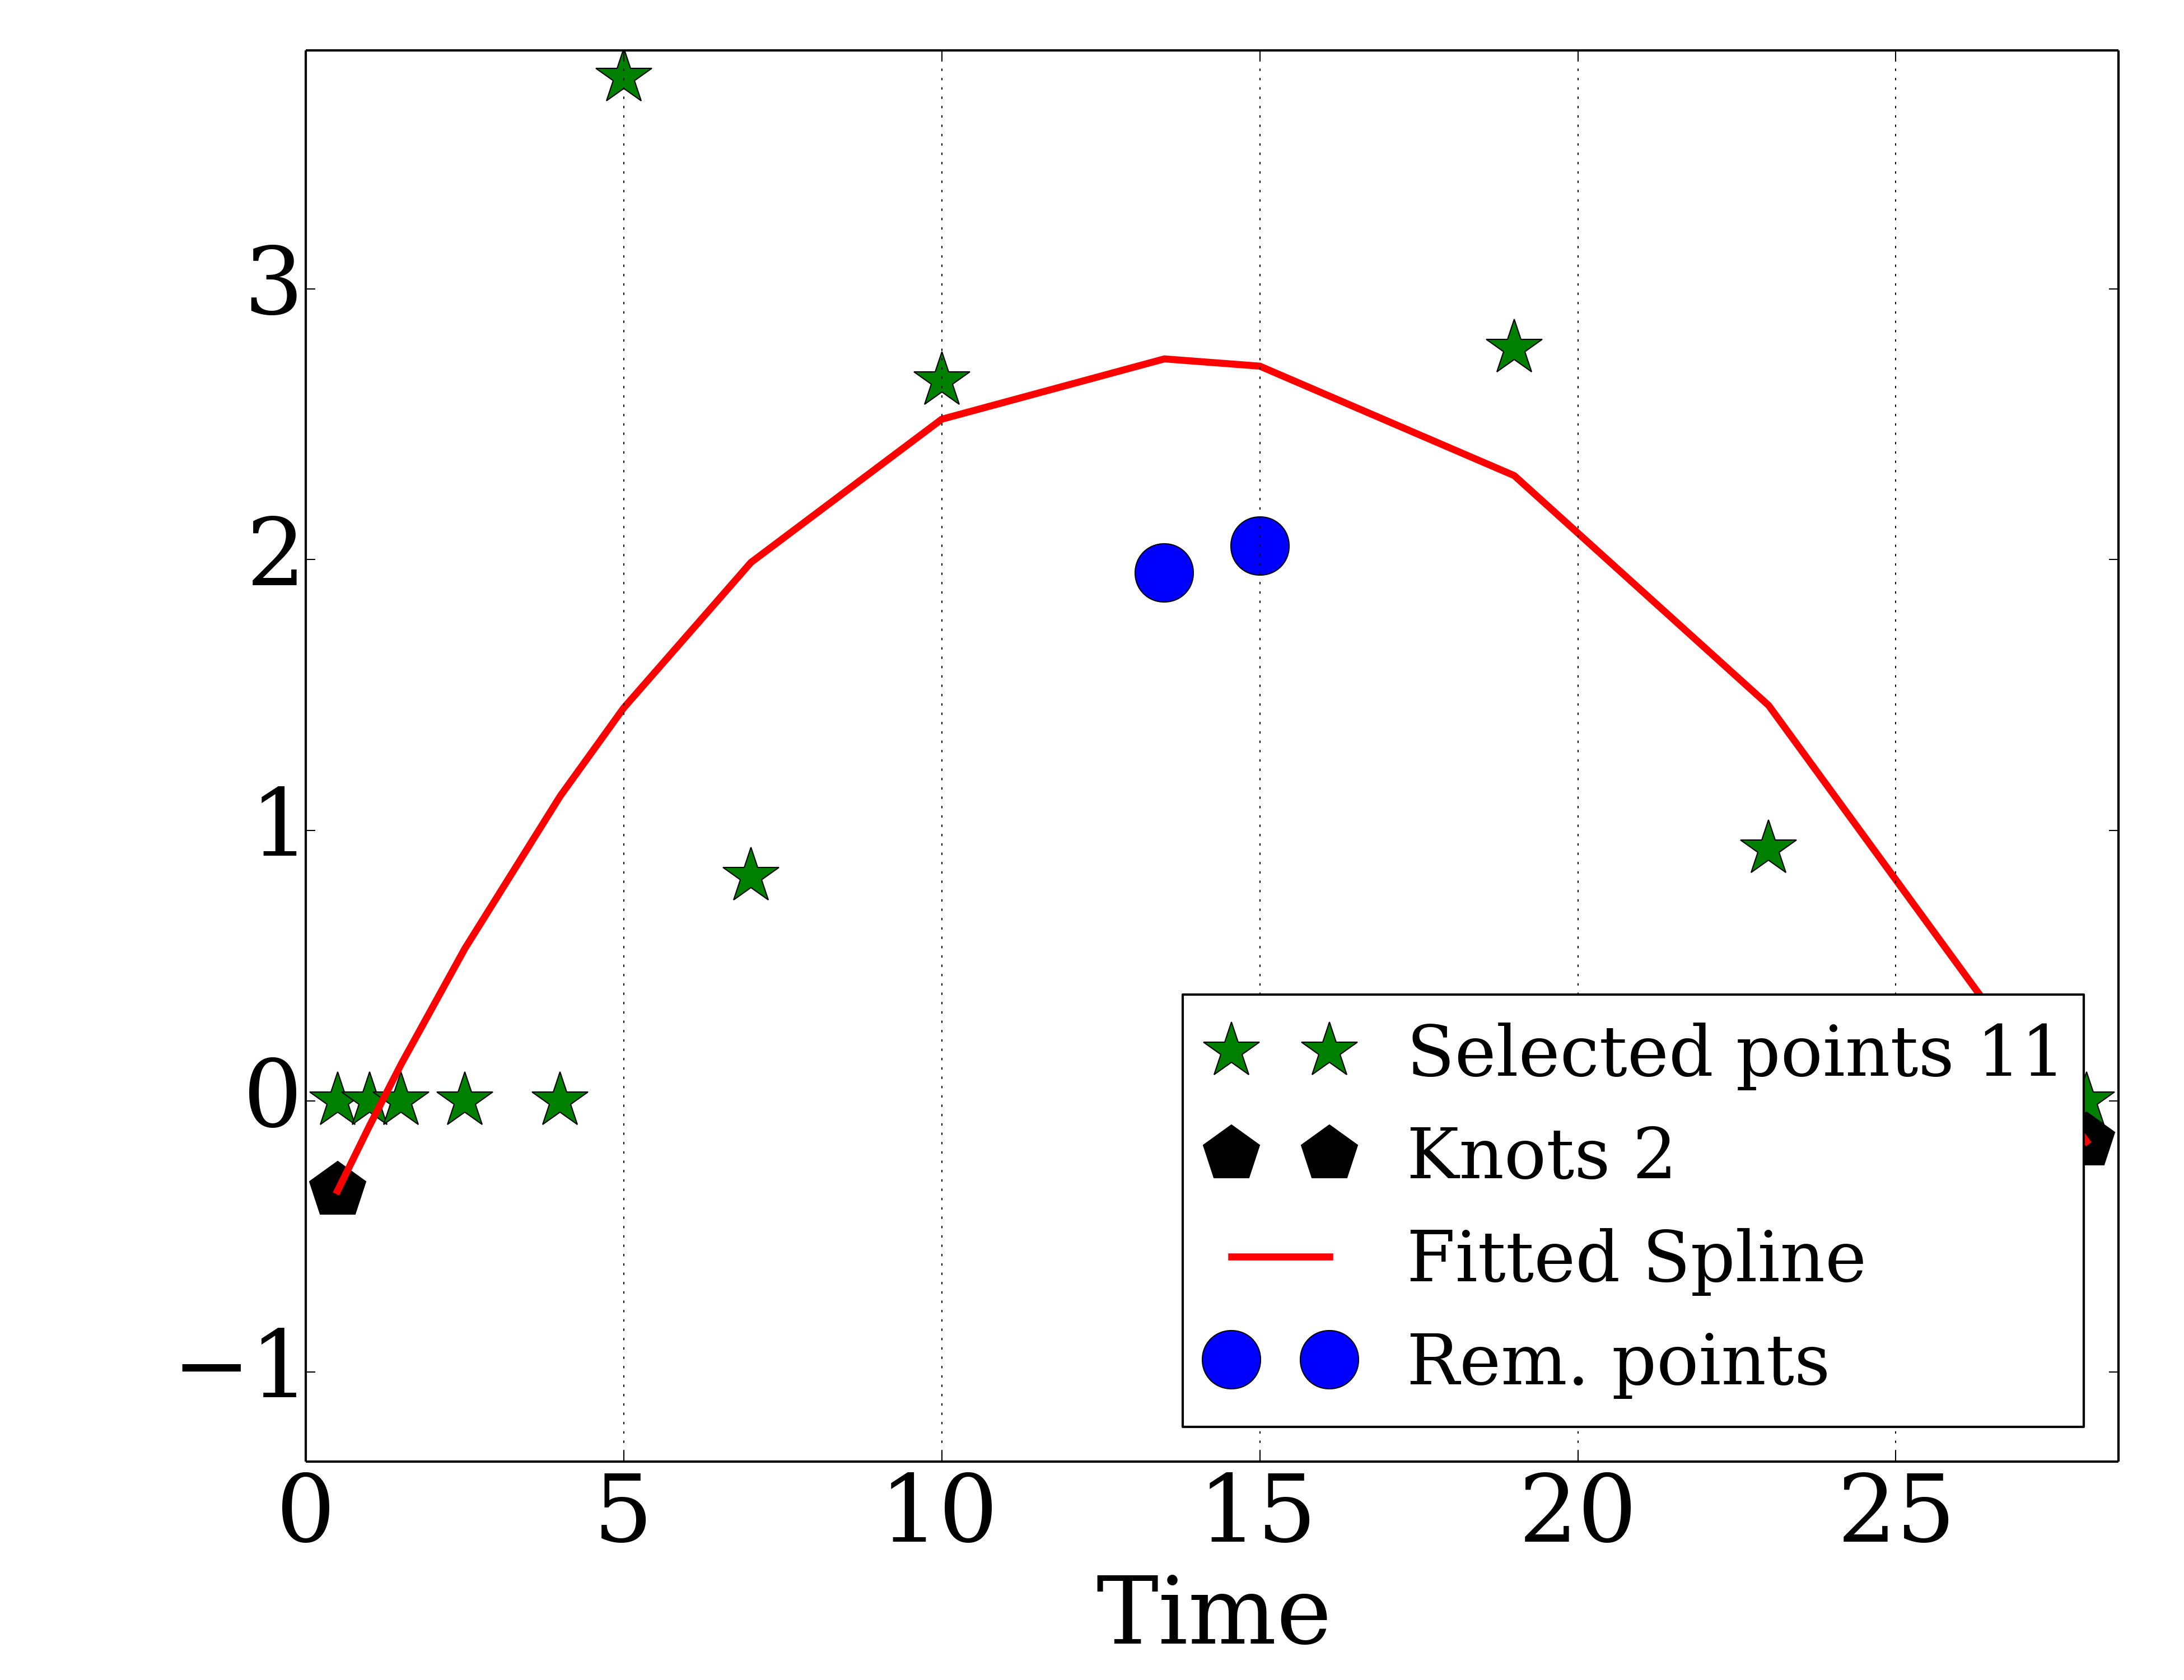 3
2
1
0
−1
Selected points 11
Knots 2
Fitted Spline
Rem. points
0 5 10 15 20 25
Time